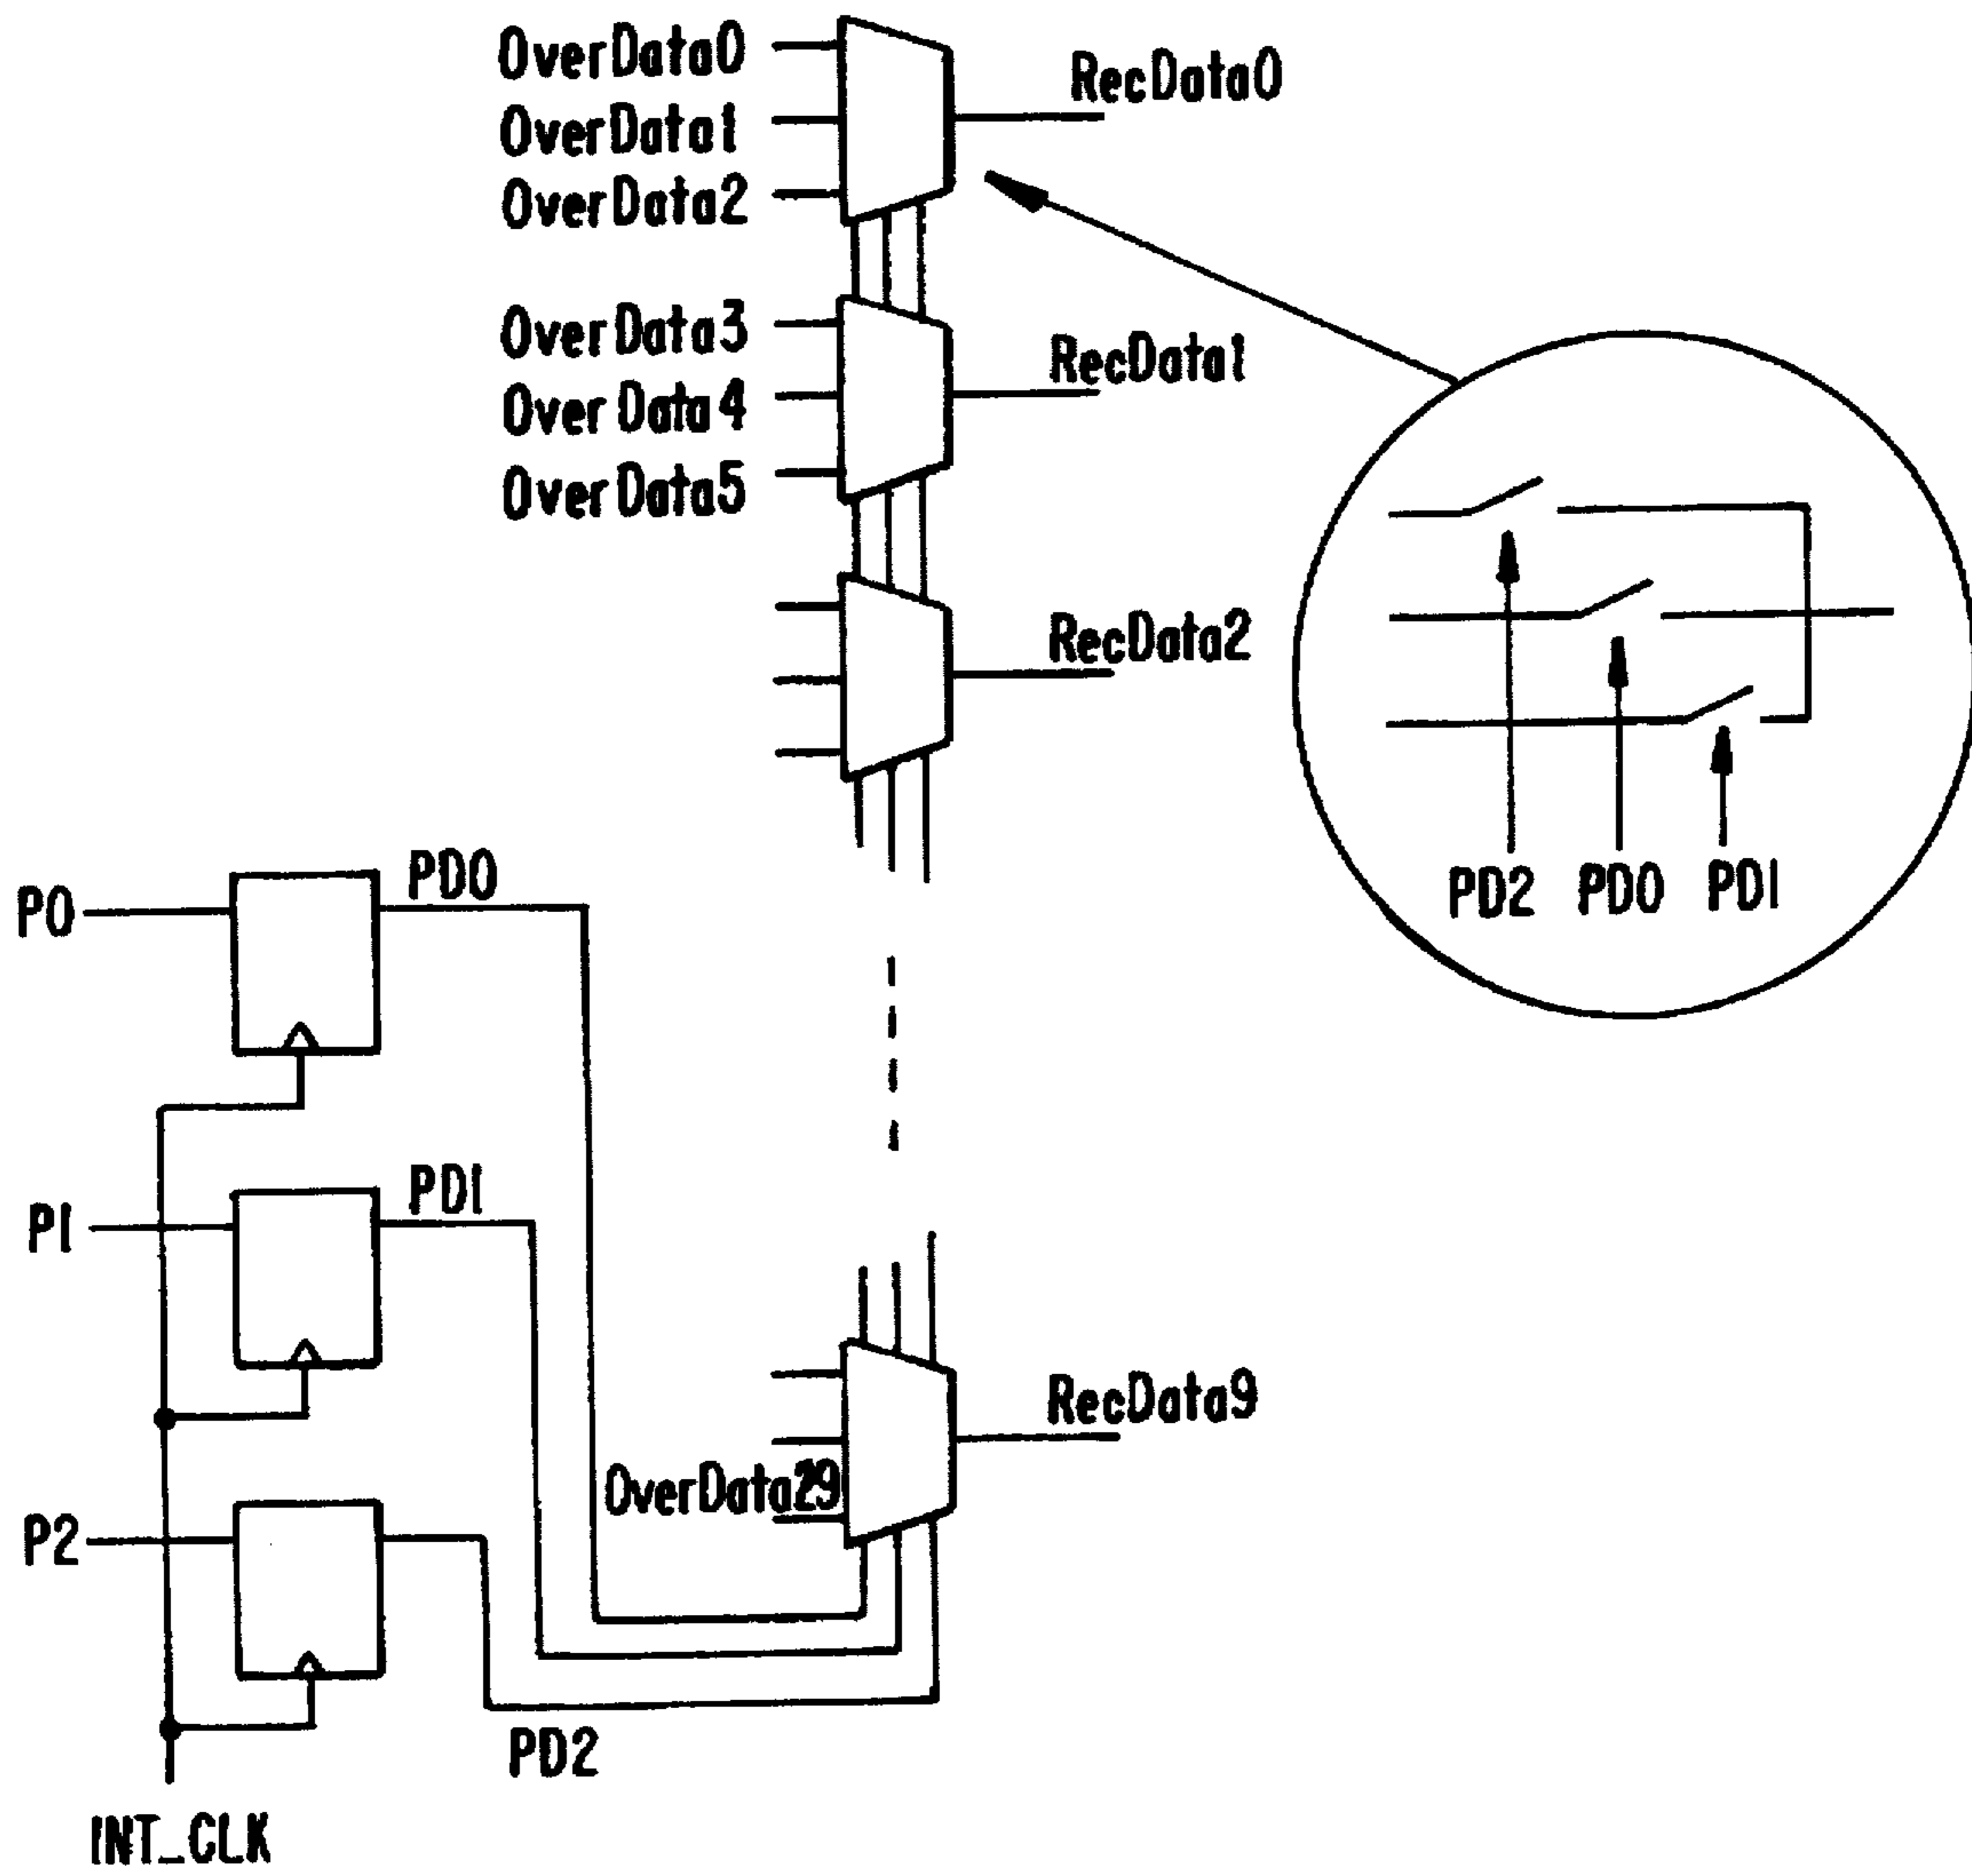 OverData0
RecData0
OverData1
OverData2
OverData3
RecData1
OverData4
OverData5
RecData2
PD2 PD0 PD1
P0
PD0
P1
PD1
RecData9
OverData29
P2
PD2
INT_CLK